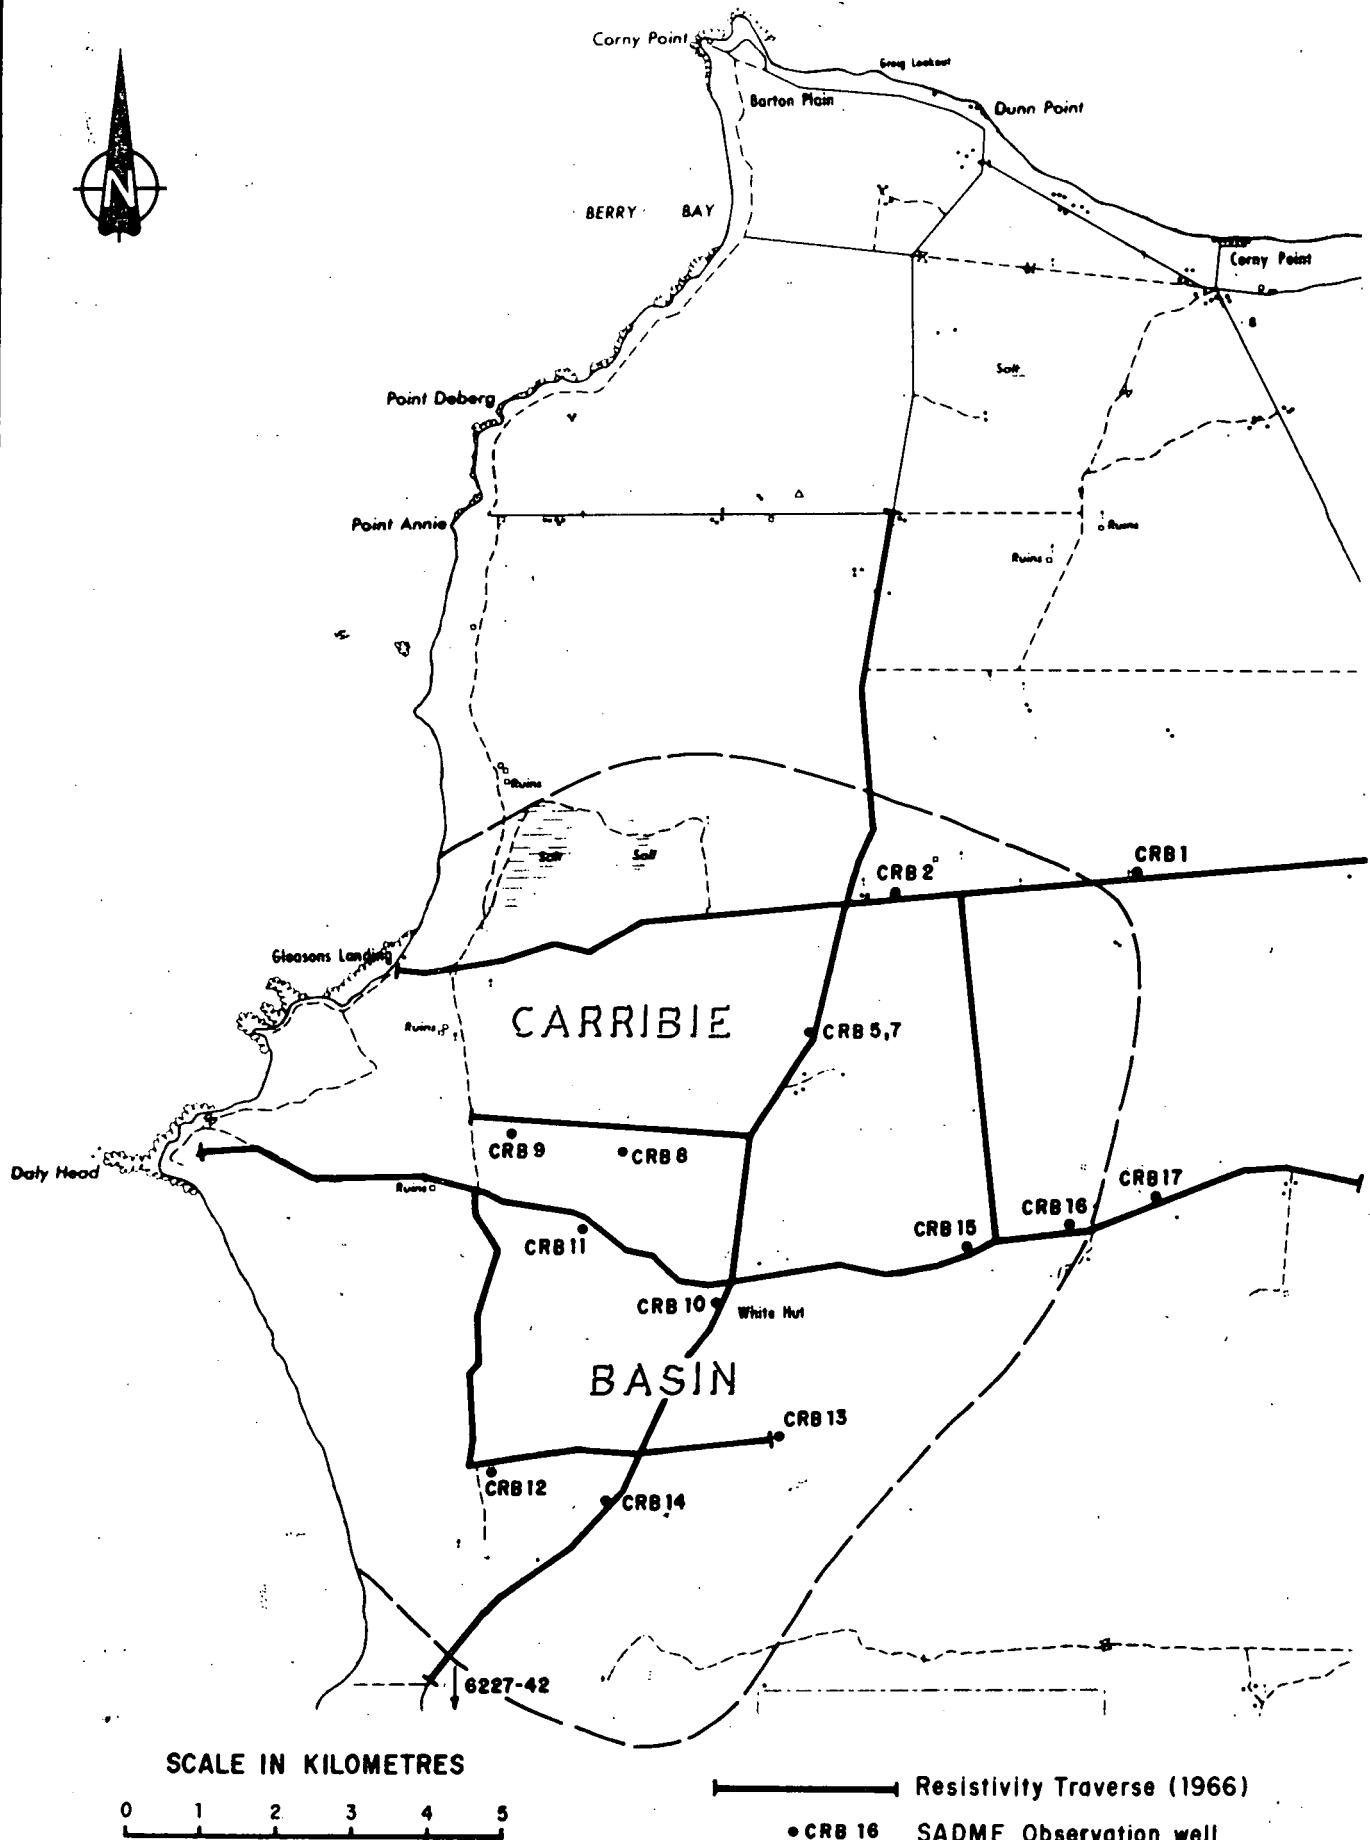 Corny Point
Greig Lookout
Barton Plain
Dunn Point
N
BERRY BAY
Corny Point
Salt
Point Deberg
Point Annie
Ruins
Ruins
Ruins
Salt
Salt
CRB 1
CRB 2
Gleasons Landing
CARRIBIE
Ruins
CRB 5,7
CRB 9
CRB 8
Daly Head
Ruins
CRB 17
CRB 16
CRB 15
CRB 11
CRB 10
White Hut
BASIN
CRB 13
CRB 12
CRB 14
6227-42
SCALE IN KILOMETRES
0 1 2 3 4 5
Resistivity Traverse (1966)
CRB 16 SADME Observation well